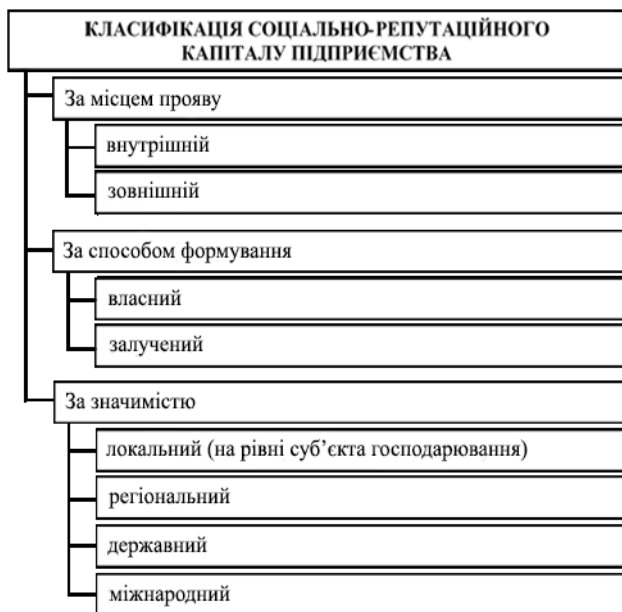 КЛАСИФІКАЦІЯ СОЦІАЛЬНО-РЕПУТАЦІЙНОГО
КАПІТАЛУ ПІДПРИЄМСТВА
За місцем прояву
внутрішній
зовнішній
За способом формування
власний
залучений
За значимістю
локальний (на рівні суб’єкта господарювання)
регіональний
державний
міжнародний